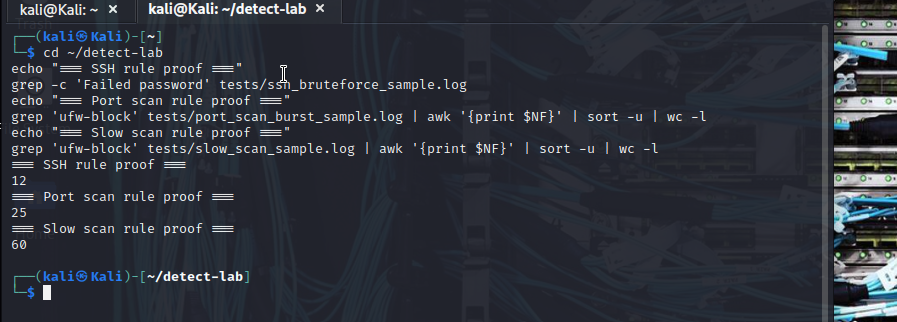 kali@Kali: ~ ×
kali@Kali: ~/detect-lab ×
┌──(kali㉿Kali)-[~]
└─$ cd ~/detect-lab
echo "=== SSH rule proof ==="
grep -c 'Failed password' tests/ssh_bruteforce_sample.log
echo "=== Port scan rule proof ==="
grep 'ufw-block' tests/port_scan_burst_sample.log | awk '{print $NF}' | sort -u | wc -l
echo "=== Slow scan rule proof ==="
grep 'ufw-block' tests/slow_scan_sample.log | awk '{print $NF}' | sort -u | wc -l
=== SSH rule proof ===
12
=== Port scan rule proof ===
25
=== Slow scan rule proof ===
60
┌──(kali㉿Kali)-[~/detect-lab]
└─$